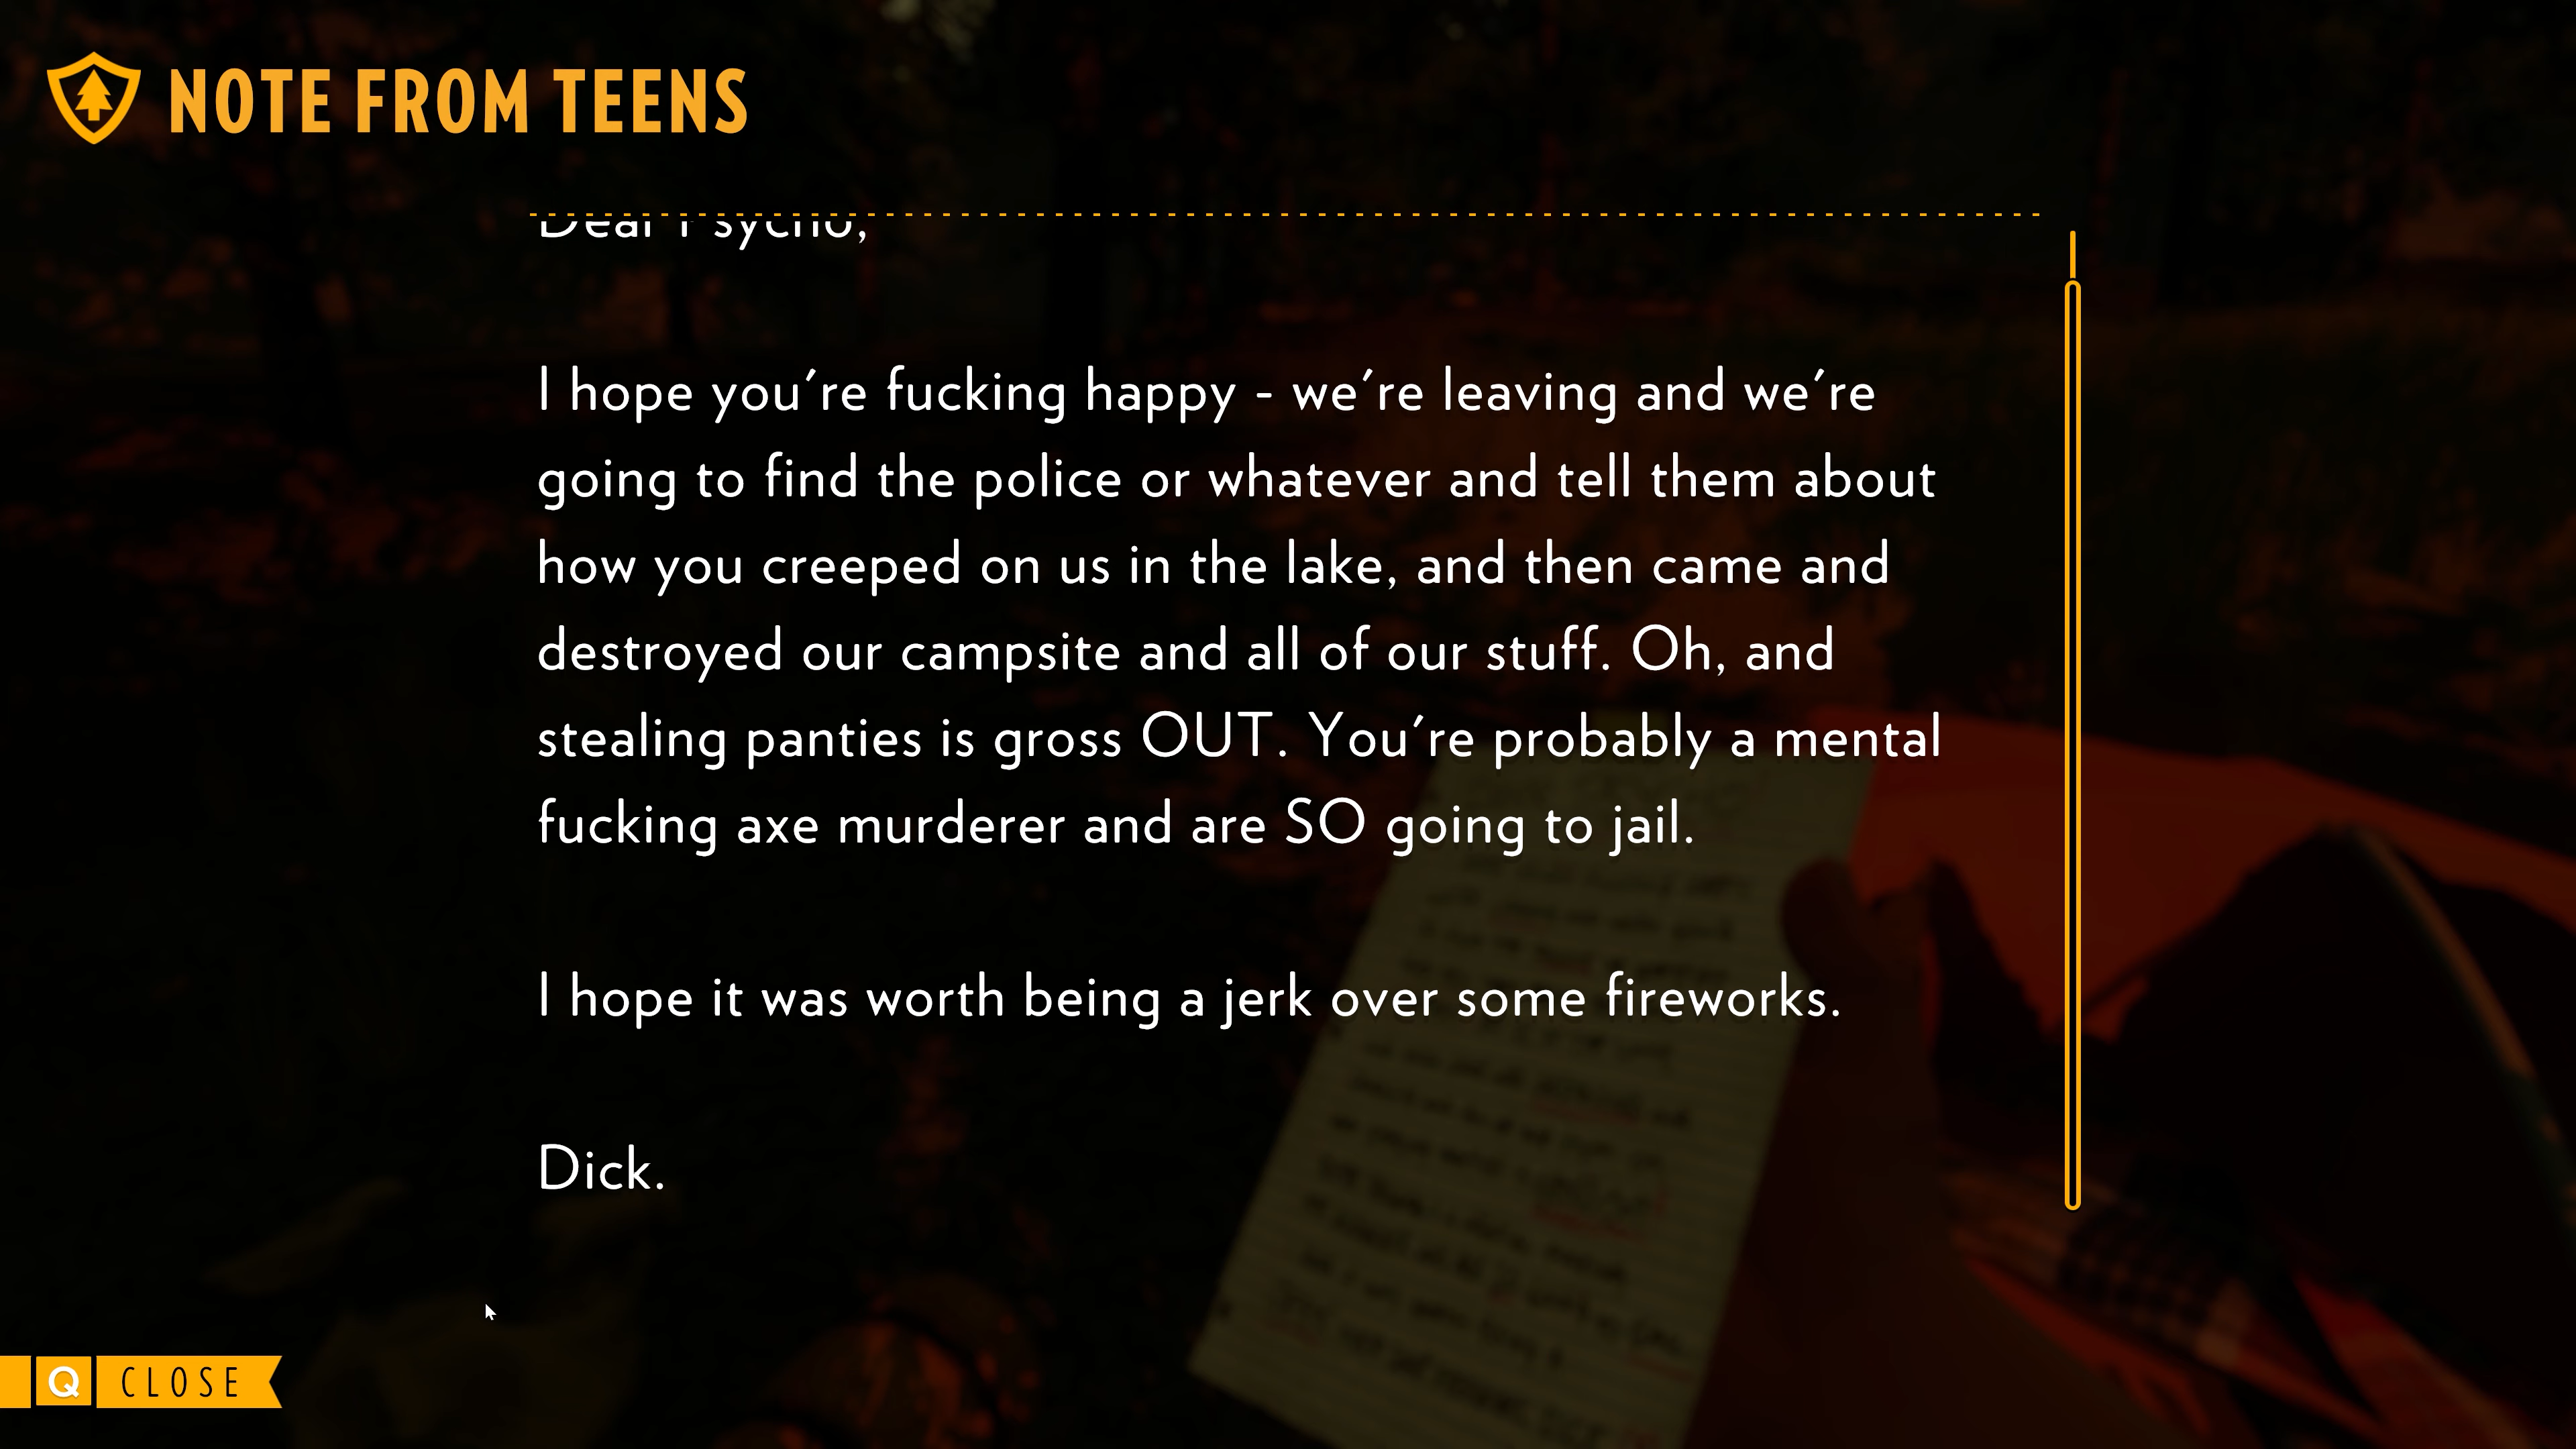 NOTE FROM TEENS
Dear Psycho,
I hope you're fucking happy - we're leaving and we're
going to find the police or whatever and tell them about
how you creeped on us in the lake, and then came and
destroyed our campsite and all of our stuff. Oh, and
stealing panties is gross OUT. You're probably a mental
fucking axe murderer and are SO going to jail.
I hope it was worth being a jerk over some fireworks.
Dick.
Q CLOSE